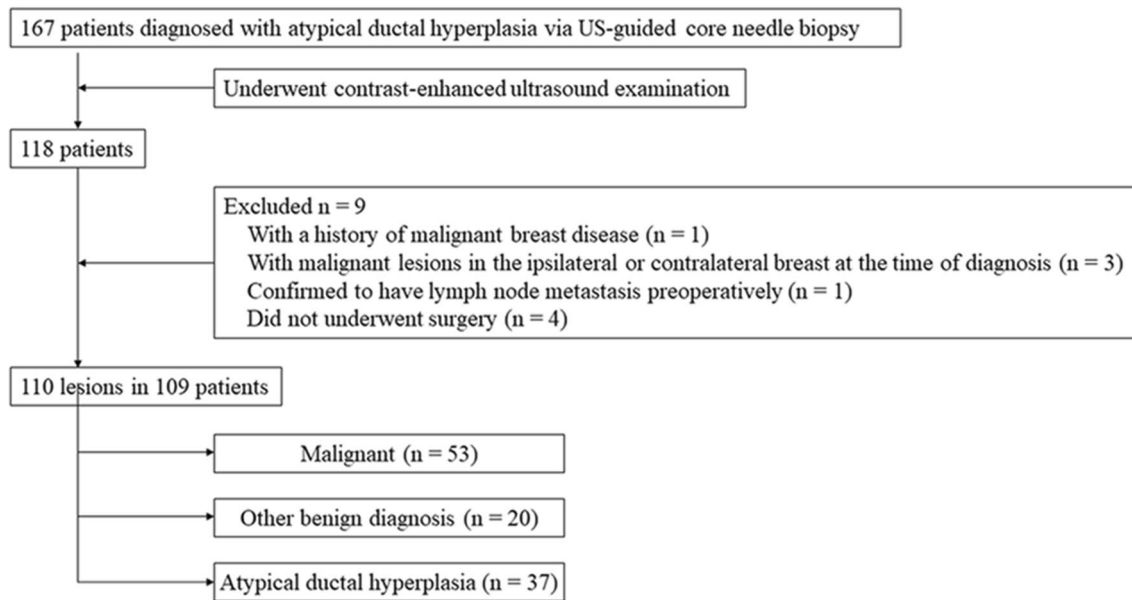 167 patients diagnosed with atypical ductal hyperplasia via US-guided core needle biopsy
Underwent contrast-enhanced ultrasound examination
118 patients
Excluded n = 9
With a history of malignant breast disease (n = 1)
With malignant lesions in the ipsilateral or contralateral breast at the time of diagnosis (n = 3)
Confirmed to have lymph node metastasis preoperatively (n = 1)
Did not underwent surgery (n = 4)
110 lesions in 109 patients
Malignant (n = 53)
Other benign diagnosis (n = 20)
Atypical ductal hyperplasia (n = 37)